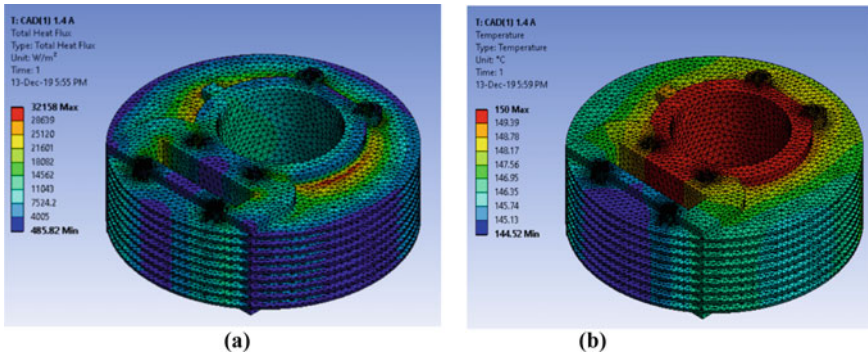 T: CAD(1) 1.4 A
Total Heat Flux
Type: Total Heat Flux
Unit: W/m²
Time: 1
13-Dec-19 5:55 PM
32158 Max
28639
25120
21601
18082
14562
11043
7524.2
4005
485.82 Min
(a)
T: CAD(1) 1.4 A
Temperature
Type: Temperature
Unit: °C
Time: 1
13-Dec-19 5:59 PM
150 Max
149.39
148.78
148.17
147.56
146.95
146.35
145.74
145.13
144.52 Min
(b)